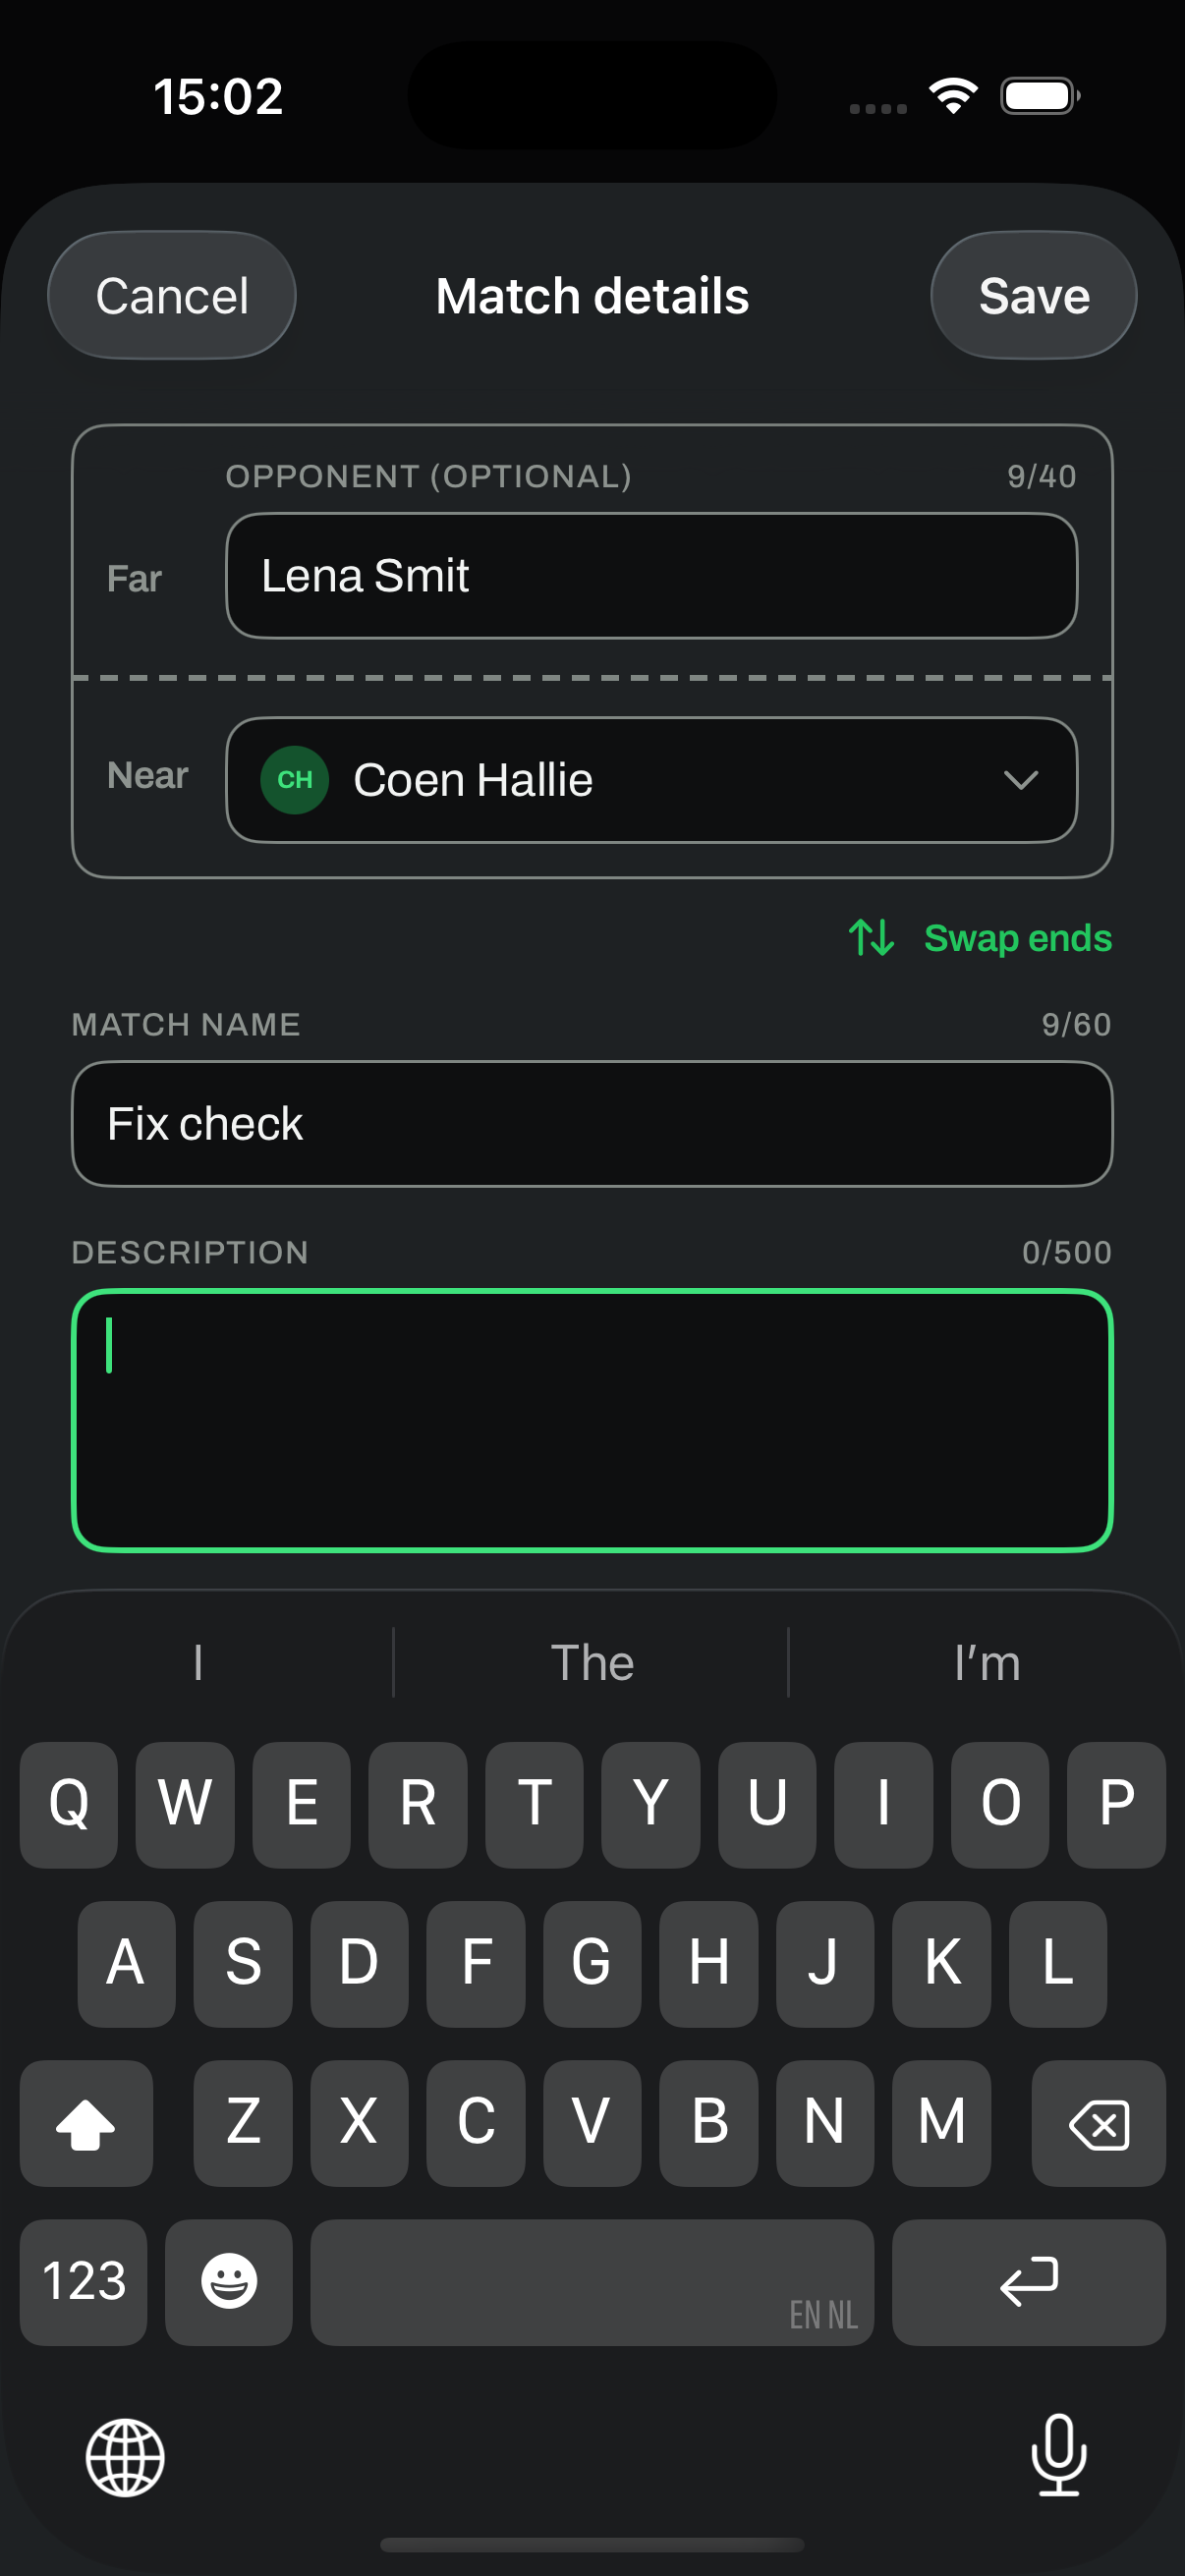 15:02
Cancel Match details Save
OPPONENT (OPTIONAL) 9/40
Far Lena Smit
Near CH Coen Hallie
Swap ends
MATCH NAME 9/60
Fix check
DESCRIPTION 0/500
I The I’m
Q W E R T Y U I O P
A S D F G H J K L
Z X C V B N M
123 EN NL